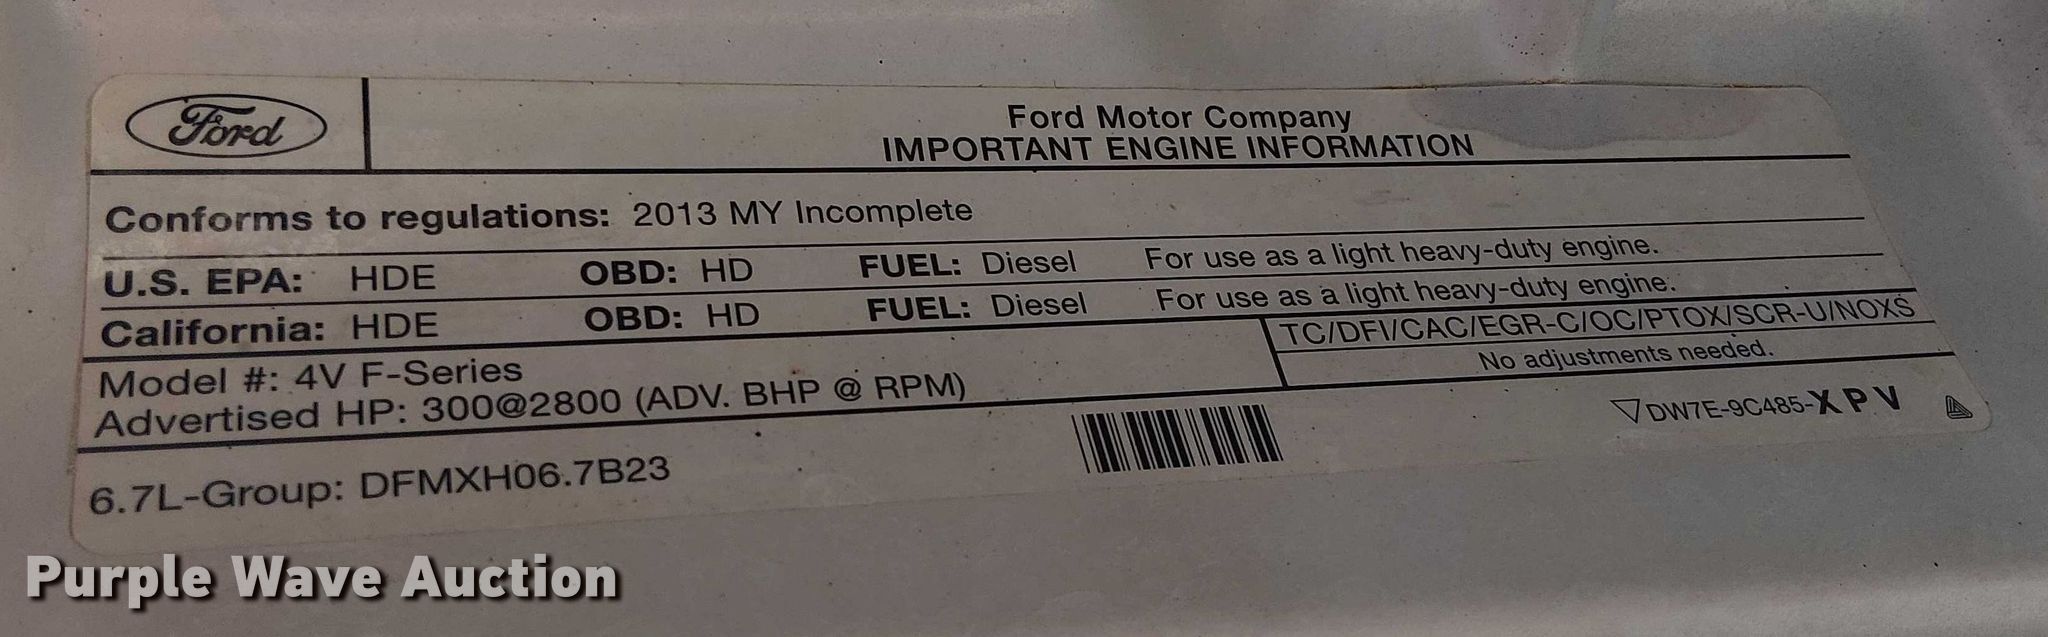 Ford
Ford Motor Company
IMPORTANT ENGINE INFORMATION
Conforms to regulations: 2013 MY Incomplete
U.S. EPA: HDE OBD: HD FUEL: Diesel For use as a light heavy-duty engine.
California: HDE OBD: HD FUEL: Diesel For use as a light heavy-duty engine.
TC/DFI/CAC/EGR-C/OC/PTOX/SCR-U/NOXS
No adjustments needed.
Model #: 4V F-Series
Advertised HP: 300@2800 (ADV. BHP @ RPM)
DW7E-9C485-XPV
6.7L-Group: DFMXH06.7B23
Purple Wave Auction